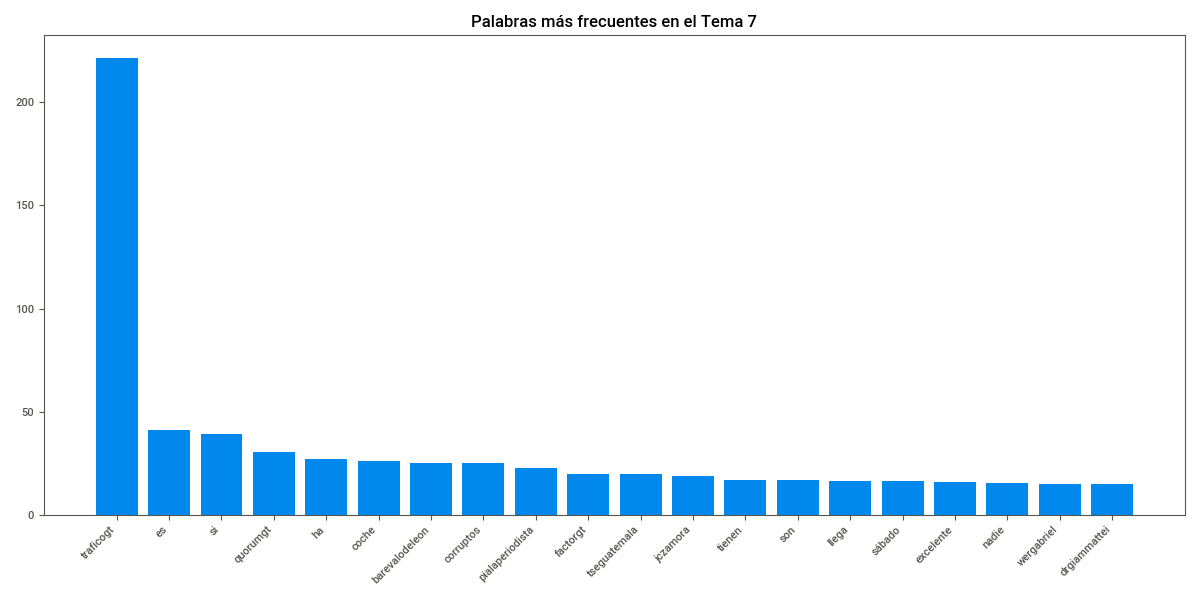 Palabras más frecuentes en el Tema 7
200
150
100
50
0
traficogt
es
si
quorumgt
ha
coche
barevalodeleon
corruptos
pialaperiodista
factorgt
tseguatemala
jczamora
tienen
son
llega
sábado
excelente
nadie
wergabriel
drgiammattei